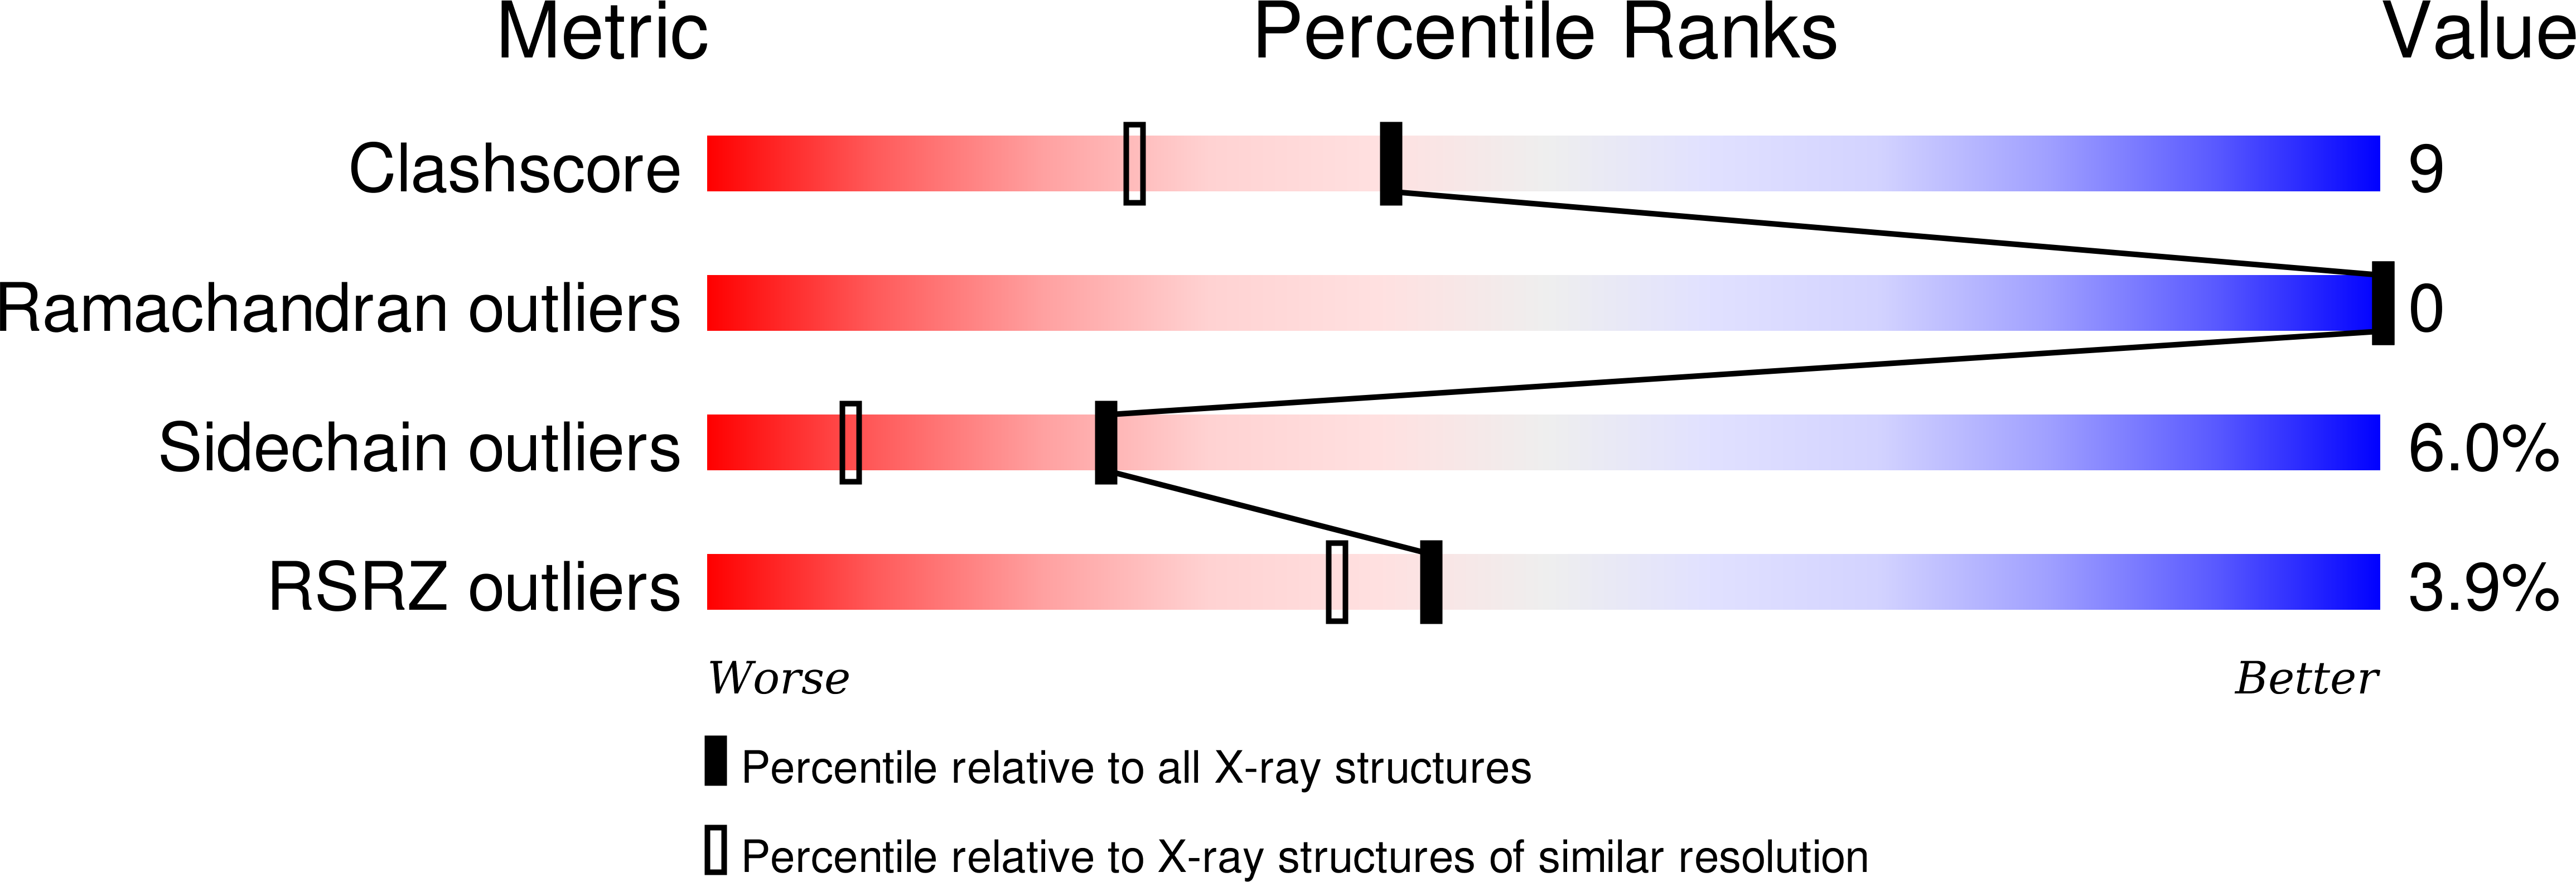 Metric Percentile Ranks Value
Clashscore 9
Ramachandran outliers 0
Sidechain outliers 6.0%
RSRZ outliers 3.9%
Worse Better
Percentile relative to all X-ray structures
Percentile relative to X-ray structures of similar resolution